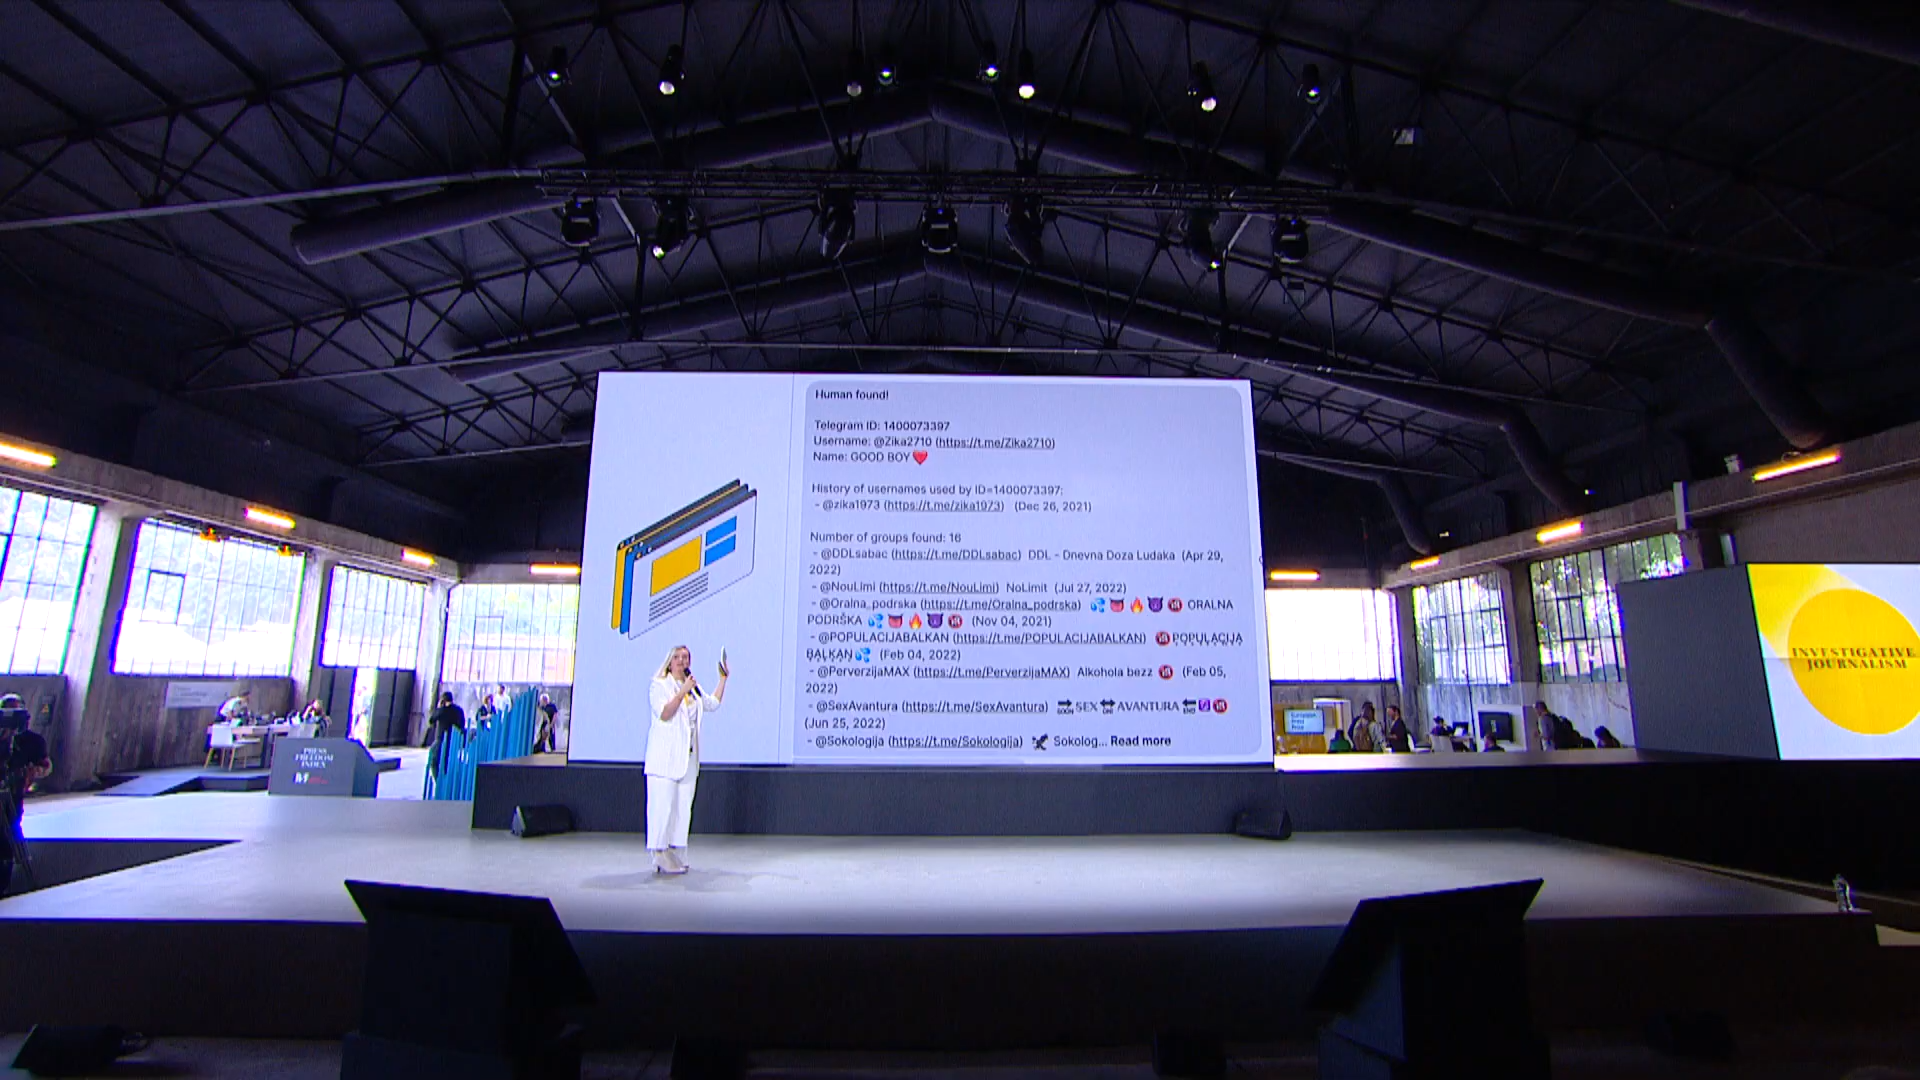 Human found!
Telegram ID: 1400073397
Username: @Zika2710 (https://t.me/Zika2710)
Name: GOOD BOY❤️
History of usernames used by ID=1400073397:
- @zika1973 (https://t.me/zika1973) (Dec 26, 2021)
Number of groups found: 16
- @DDLsabac (https://t.me/DDLsabac) DDL - Dnevna Doza Ludaka (Apr 29,
2022)
- @NouLimi (https://t.me/NouLimi) NoLimit (Jul 27, 2022)
- @Oralna_podrska (https://t.me/Oralna_podrska) 💦👅🔥😈🔞 ORALNA
PODRŠKA 💦👅🔥😈🔞 (Nov 04, 2021)
- @POPULACIJABALKAN (https://t.me/POPULACIJABALKAN) 🔞P̣OP̣ỤḶẠC̣ỊJ̣Ạ
ḄẠḶḲẠṆ💦 (Feb 04, 2022)
- @PerverzijaMAX (https://t.me/PerverzijaMAX) Alkohola bezz 🔞 (Feb 05,
2022)
- @SexAvantura (https://t.me/SexAvantura) 🔜SEX🔛AVANTURA🔚🔞
(Jun 25, 2022)
- @Sokologija (https://t.me/Sokologija) Sokolog... Read more
INVESTIGATIVE
JOURNALISM
PRESS
FREEDOM
INDEX